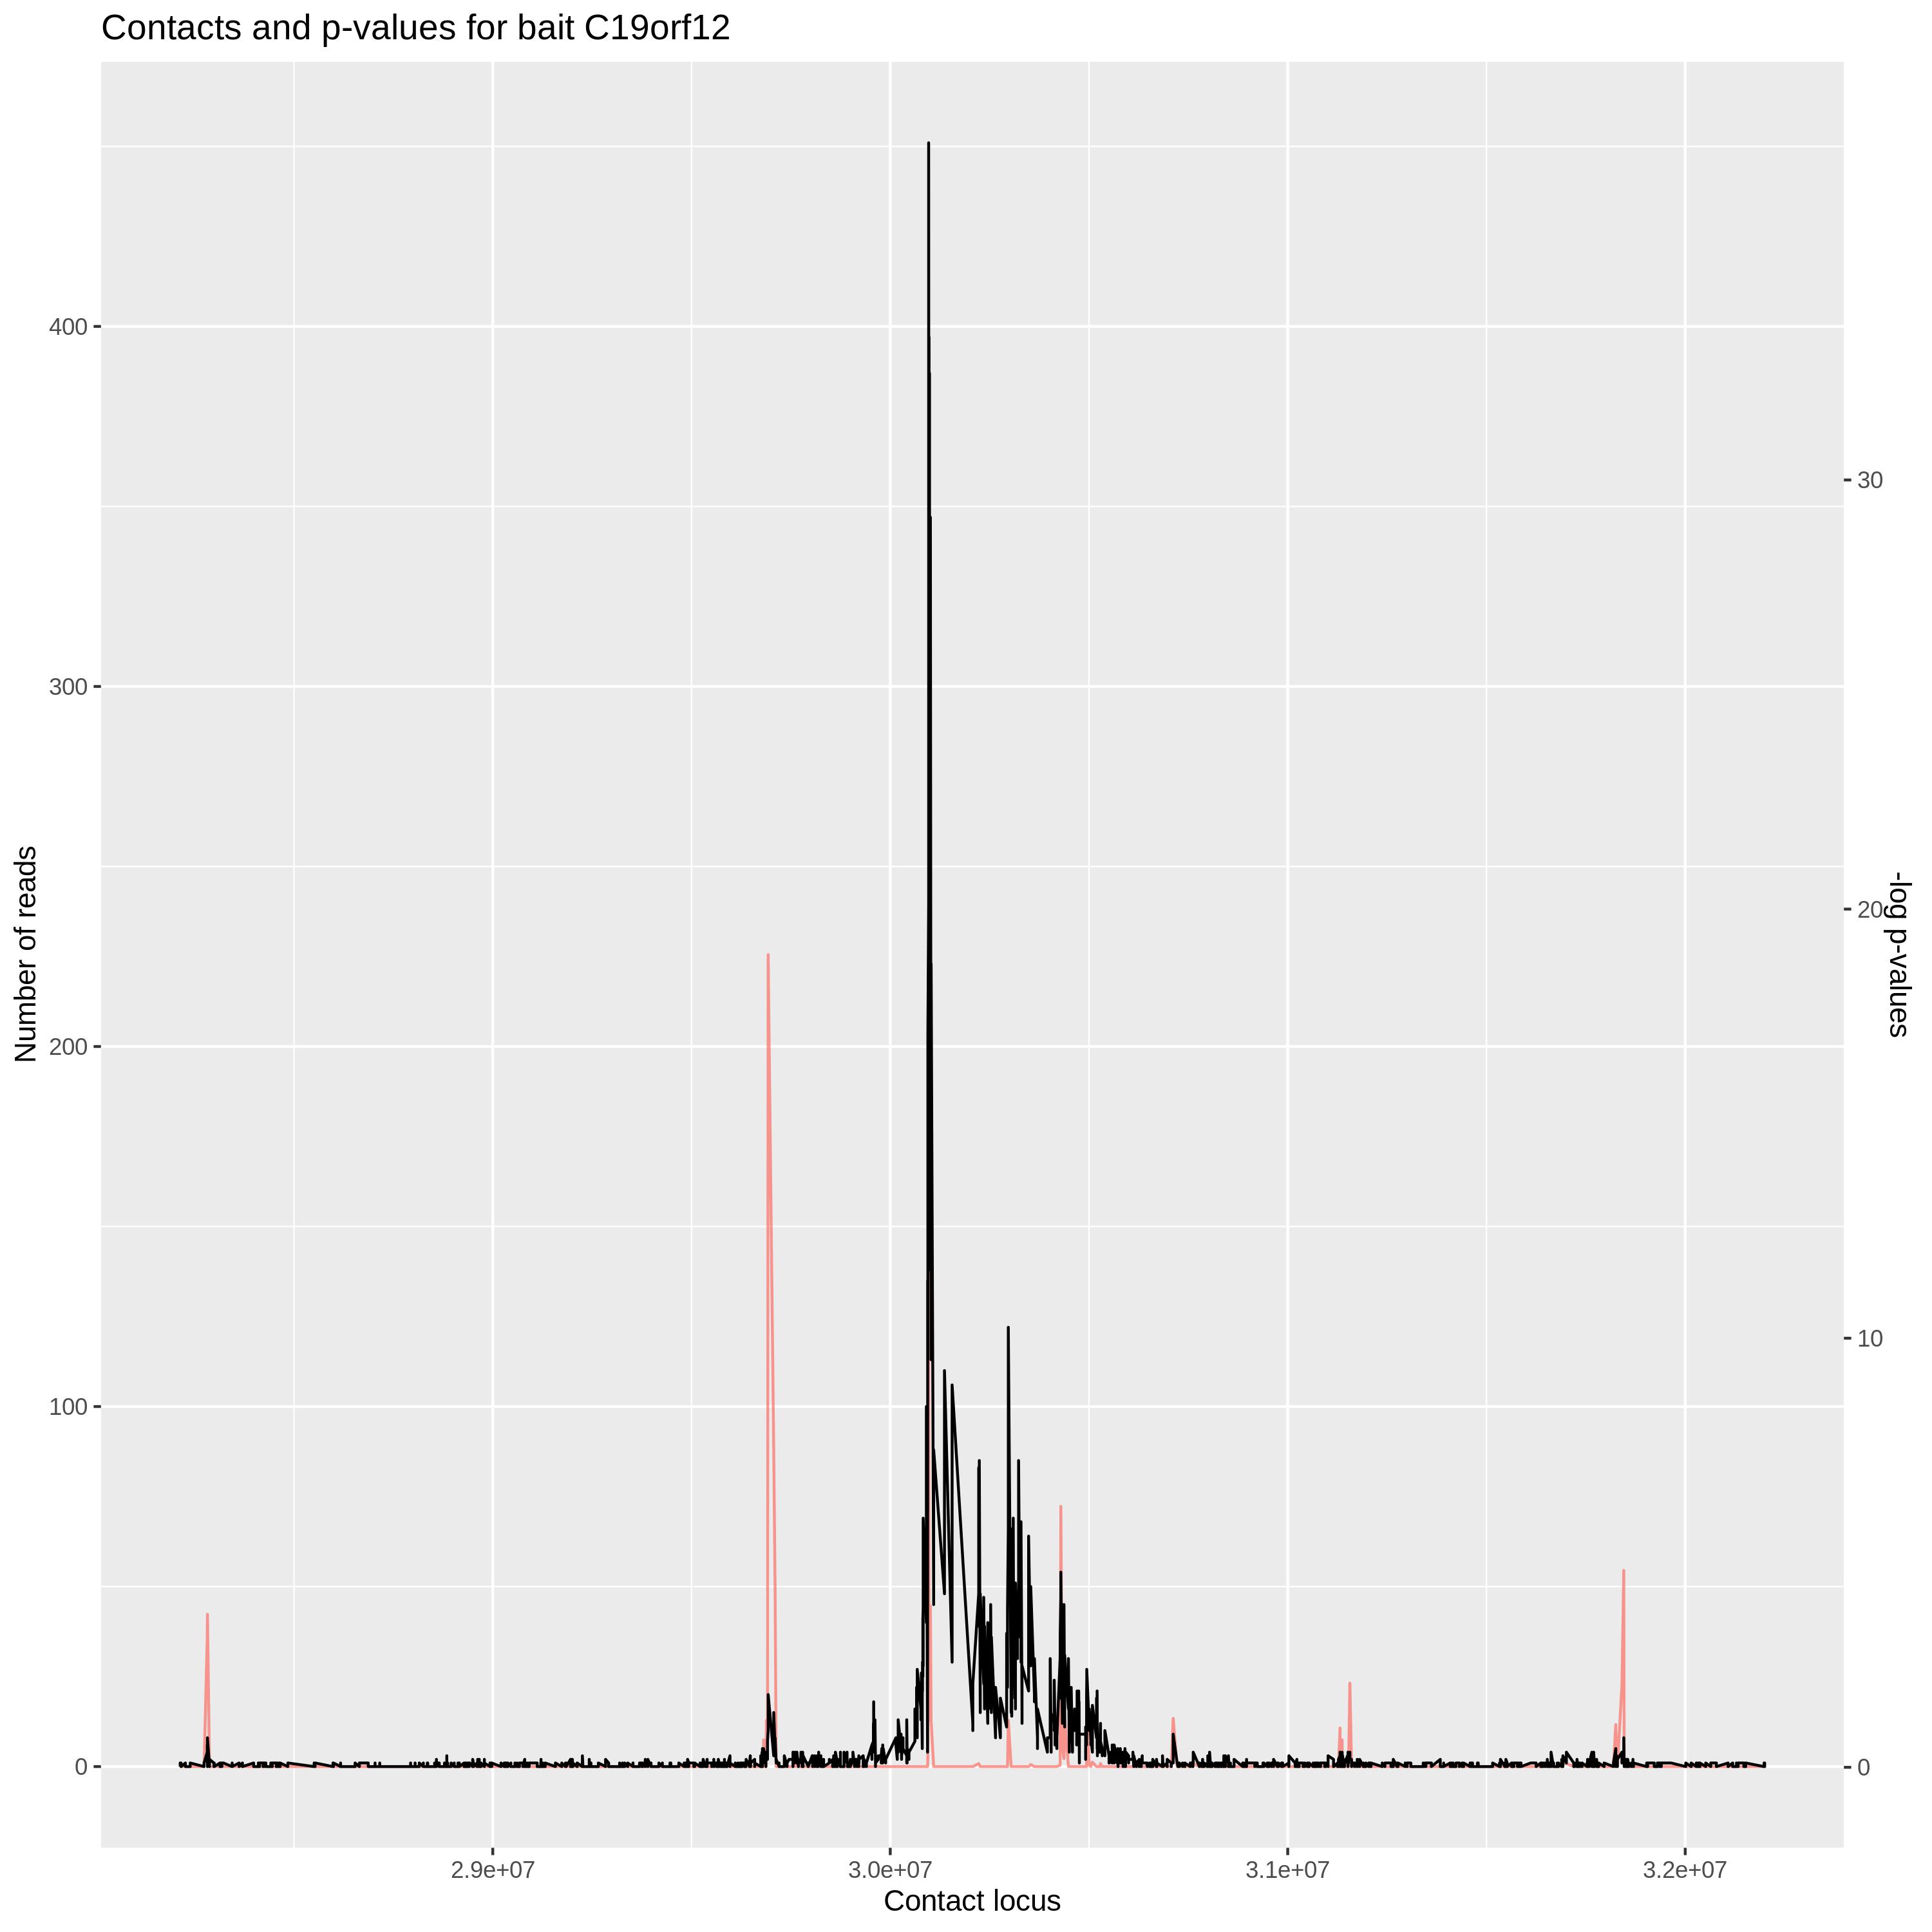 Contacts and p-values for bait C19orf12
400
300
200
100
0
Number of reads
30
20
10
0
-log p-values
2.9e+07
3.0e+07
3.1e+07
3.2e+07
Contact locus